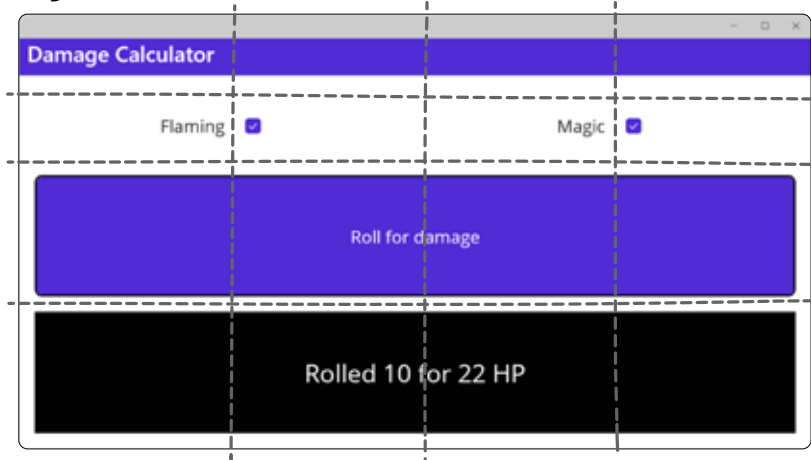 Damage Calculator
Flaming Magic
Roll for damage
Rolled 10 for 22 HP